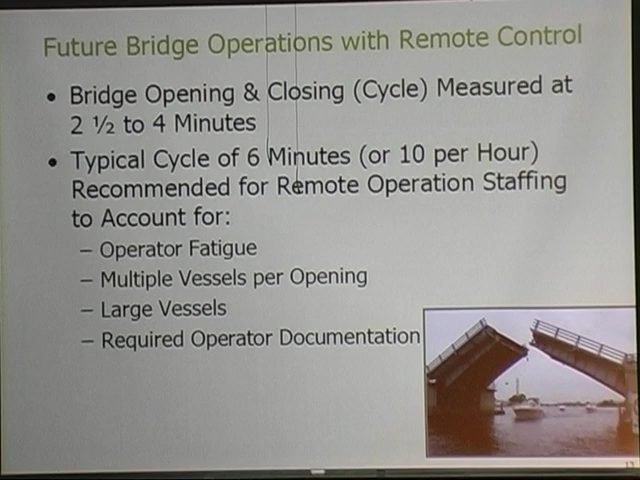 Future Bridge Operations with Remote Control
• Bridge Opening & Closing (Cycle) Measured at
2 ½ to 4 Minutes
• Typical Cycle of 6 Minutes (or 10 per Hour)
Recommended for Remote Operation Staffing
to Account for:
– Operator Fatigue
– Multiple Vessels per Opening
– Large Vessels
– Required Operator Documentation